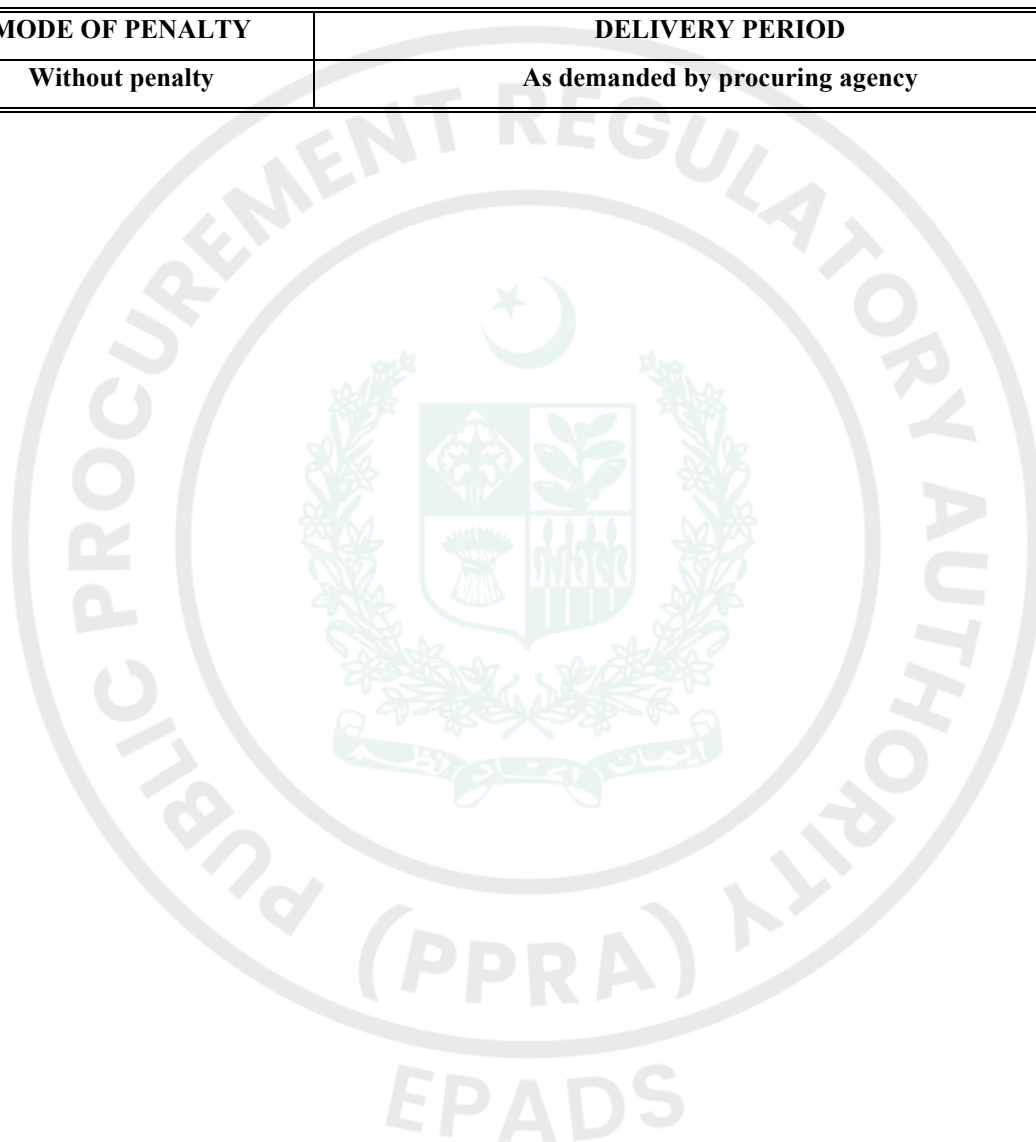 MODE OF PENALTY DELIVERY PERIOD
Without penalty As demanded by procuring agency
PUBLIC PROCUREMENT REGULATORY AUTHORITY
(PPRA)
EPADS